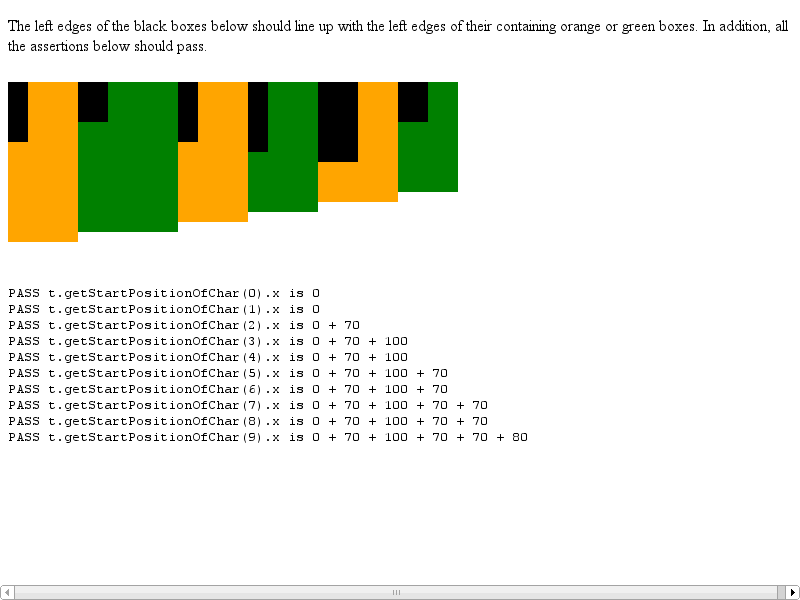 The left edges of the black boxes below should line up with the left edges of their containing orange or green boxes. In addition, all
the assertions below should pass.
PASS t.getStartPositionOfChar(0).x is 0
PASS t.getStartPositionOfChar(1).x is 0
PASS t.getStartPositionOfChar(2).x is 0 + 70
PASS t.getStartPositionOfChar(3).x is 0 + 70 + 100
PASS t.getStartPositionOfChar(4).x is 0 + 70 + 100
PASS t.getStartPositionOfChar(5).x is 0 + 70 + 100 + 70
PASS t.getStartPositionOfChar(6).x is 0 + 70 + 100 + 70
PASS t.getStartPositionOfChar(7).x is 0 + 70 + 100 + 70 + 70
PASS t.getStartPositionOfChar(8).x is 0 + 70 + 100 + 70 + 70
PASS t.getStartPositionOfChar(9).x is 0 + 70 + 100 + 70 + 70 + 80